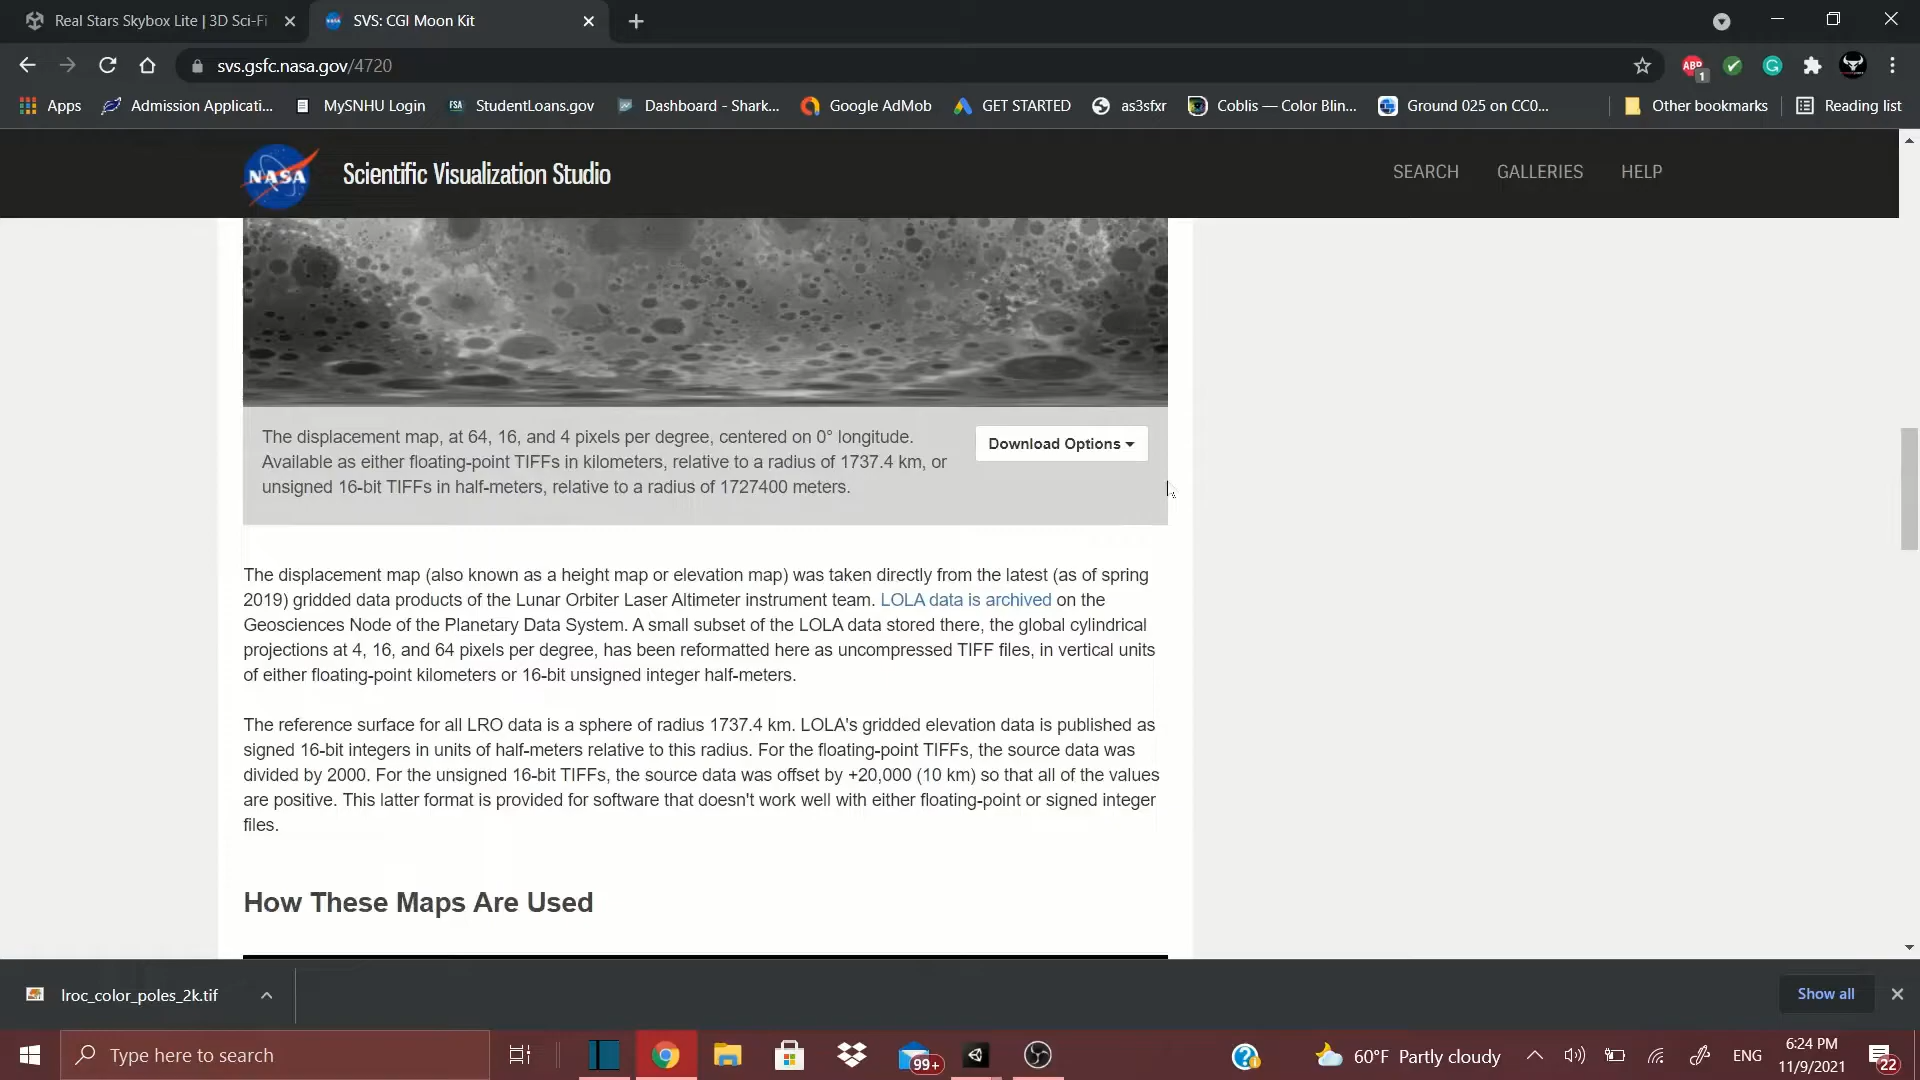 Real Stars Skybox Lite | 3D Sci-Fi
SVS: CGI Moon Kit
svs.gsfc.nasa.gov/4720
ABP
1
Apps
Admission Applicati...
MySNHU Login
FSA
StudentLoans.gov
Dashboard - Shark...
Google AdMob
GET STARTED
as3sfxr
Coblis — Color Blin...
Ground 025 on CC0...
Other bookmarks
Reading list
NASA
Scientific Visualization Studio
SEARCH
GALLERIES
HELP
The displacement map, at 64, 16, and 4 pixels per degree, centered on 0° longitude.
Available as either floating-point TIFFs in kilometers, relative to a radius of 1737.4 km, or
unsigned 16-bit TIFFs in half-meters, relative to a radius of 1727400 meters.
Download Options
The displacement map (also known as a height map or elevation map) was taken directly from the latest (as of spring
2019) gridded data products of the Lunar Orbiter Laser Altimeter instrument team. LOLA data is archived on the
Geosciences Node of the Planetary Data System. A small subset of the LOLA data stored there, the global cylindrical
projections at 4, 16, and 64 pixels per degree, has been reformatted here as uncompressed TIFF files, in vertical units
of either floating-point kilometers or 16-bit unsigned integer half-meters.
The reference surface for all LRO data is a sphere of radius 1737.4 km. LOLA's gridded elevation data is published as
signed 16-bit integers in units of half-meters relative to this radius. For the floating-point TIFFs, the source data was
divided by 2000. For the unsigned 16-bit TIFFs, the source data was offset by +20,000 (10 km) so that all of the values
are positive. This latter format is provided for software that doesn't work well with either floating-point or signed integer
files.
How These Maps Are Used
lroc_color_poles_2k.tif
Show all
Type here to search
99+
60°F Partly cloudy
ENG
6:24 PM
11/9/2021
22